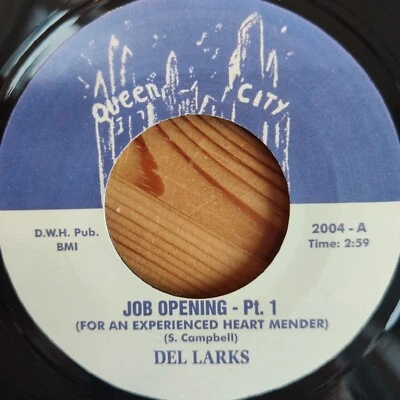 Queen CITY
D.W.H. Pub.
BMI
2004 - A
Time: 2:59
JOB OPENING - Pt. 1
(FOR AN EXPERIENCED HEART MENDER)
(S. Campbell)
DEL LARKS